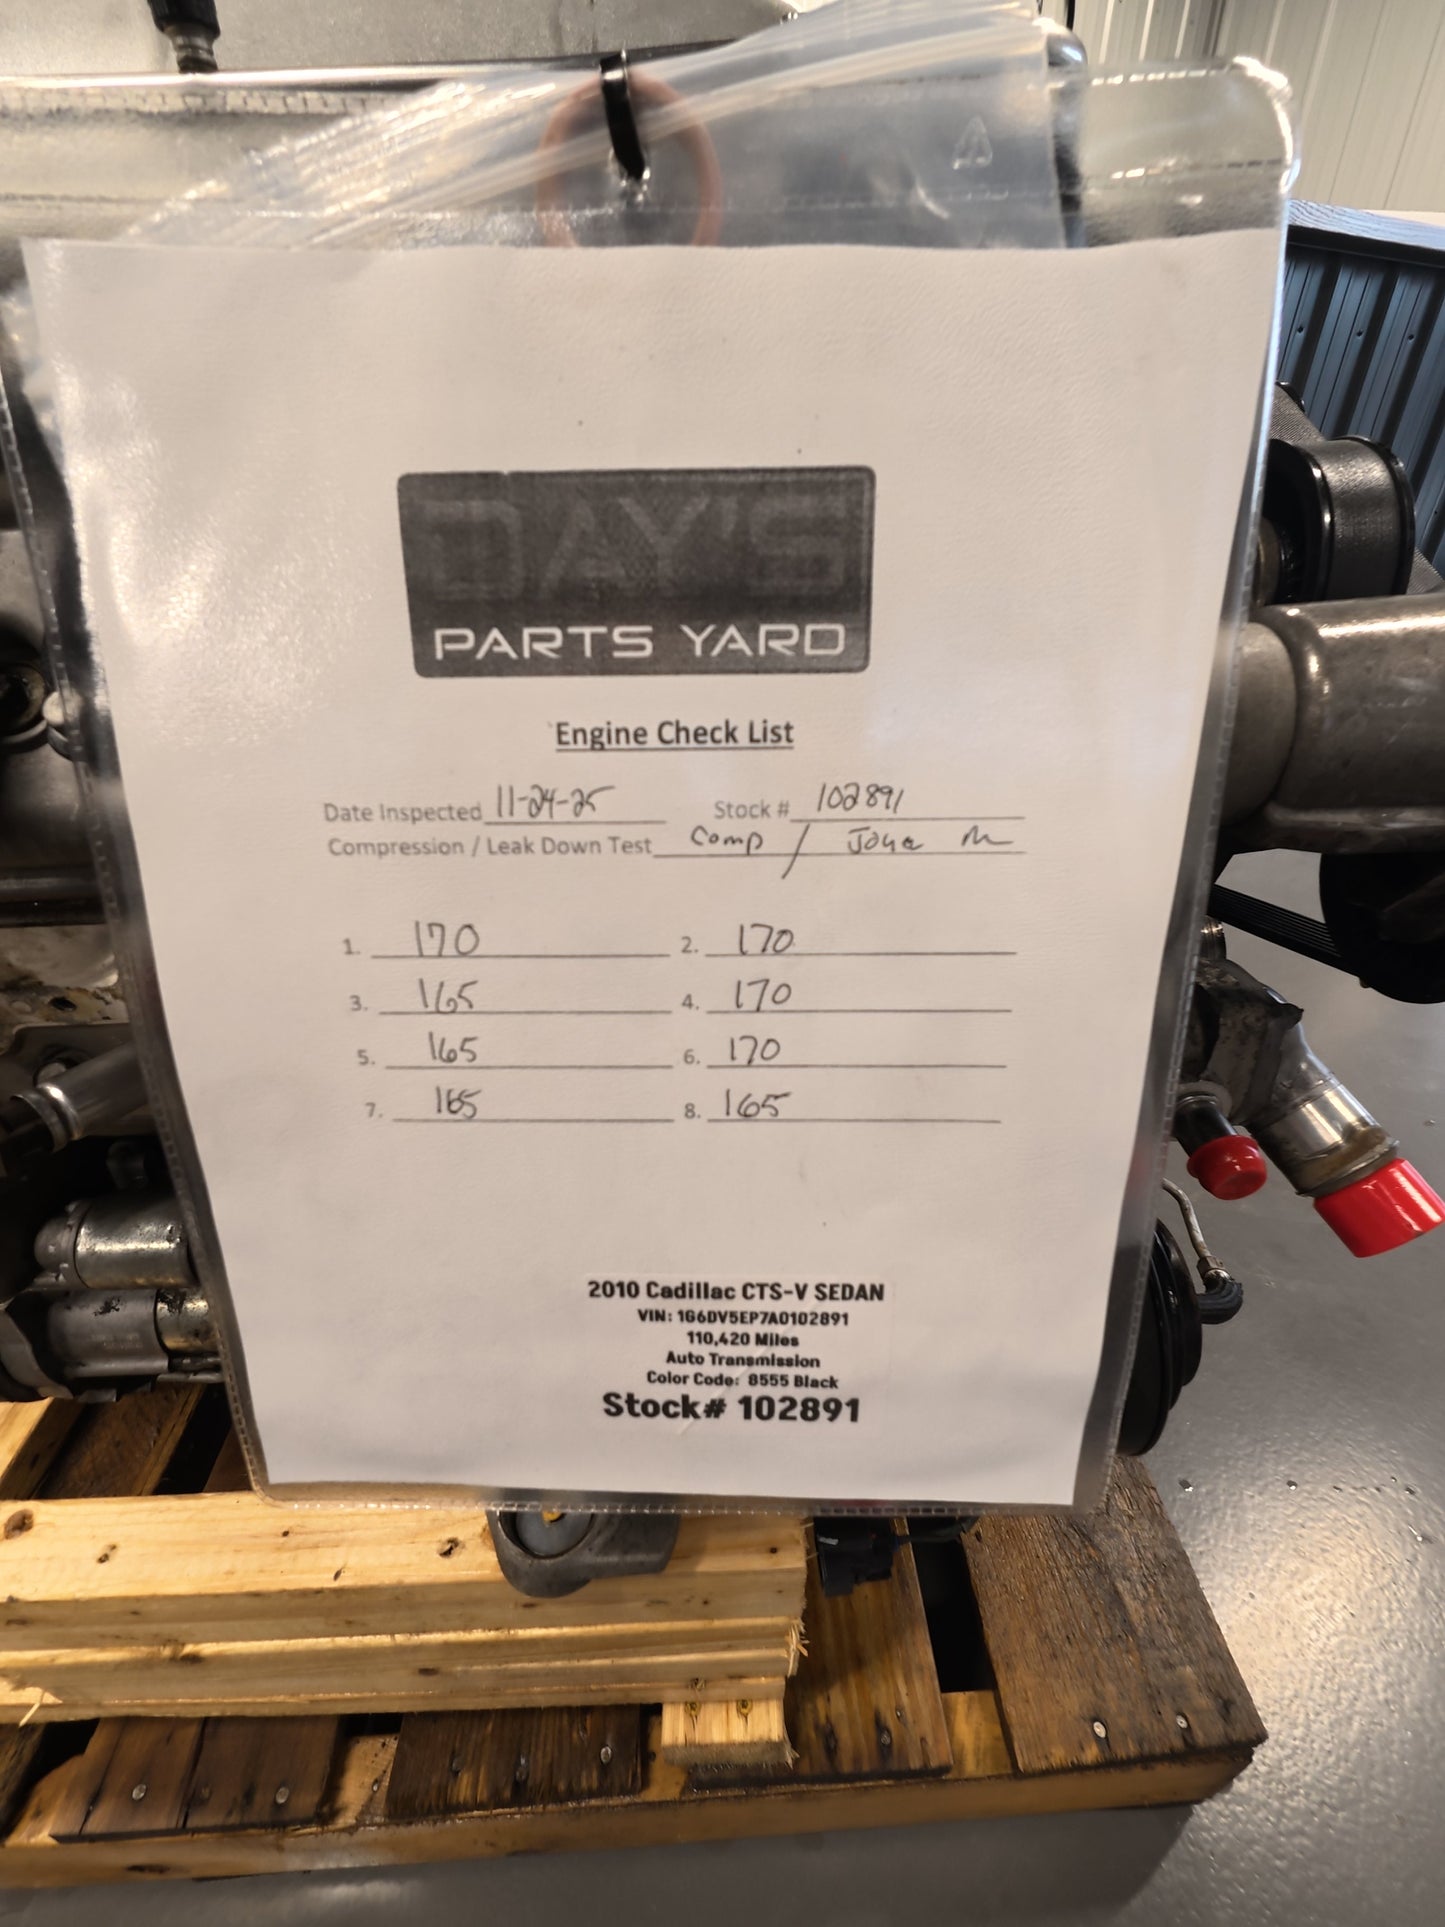 DAY'S
PARTS YARD
Engine Check List
Date Inspected 11-24-25 Stock # 102891
Compression / Leak Down Test Comp /
1. 170 2. 170
3. 165 4. 170
5. 165 6. 170
7. 165 8. 165
2010 Cadillac CTS-V SEDAN
VIN: 1G6DV5EP7A0102891
110,420 Miles
Auto Transmission
Color Code: 8555 Black
Stock# 102891